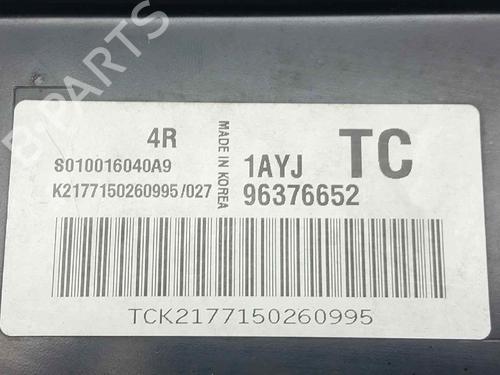 B-PARTS
4R
S010016040A9
K2177150260995/027
MADE IN KOREA
1AYJ
TC
96376652
TCK2177150260995